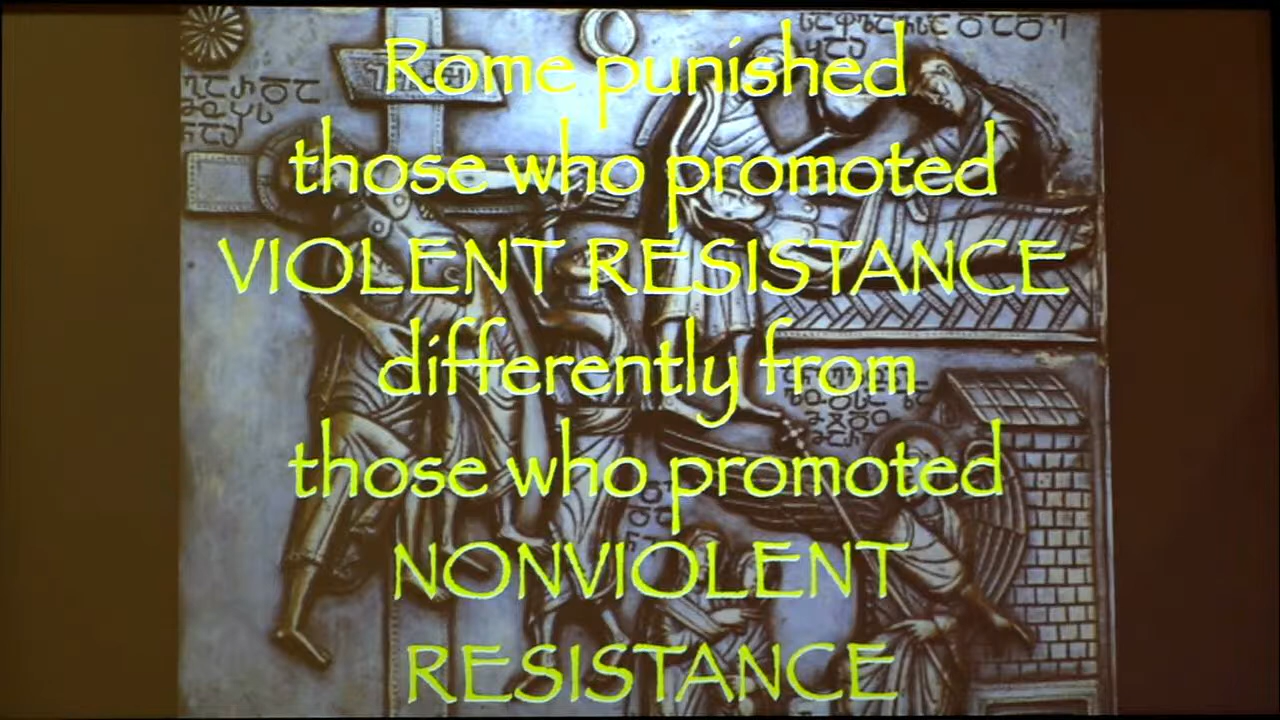 Rome punished
those who promoted
VIOLENT RESISTANCE
differently from
those who promoted
NONVIOLENT
RESISTANCE